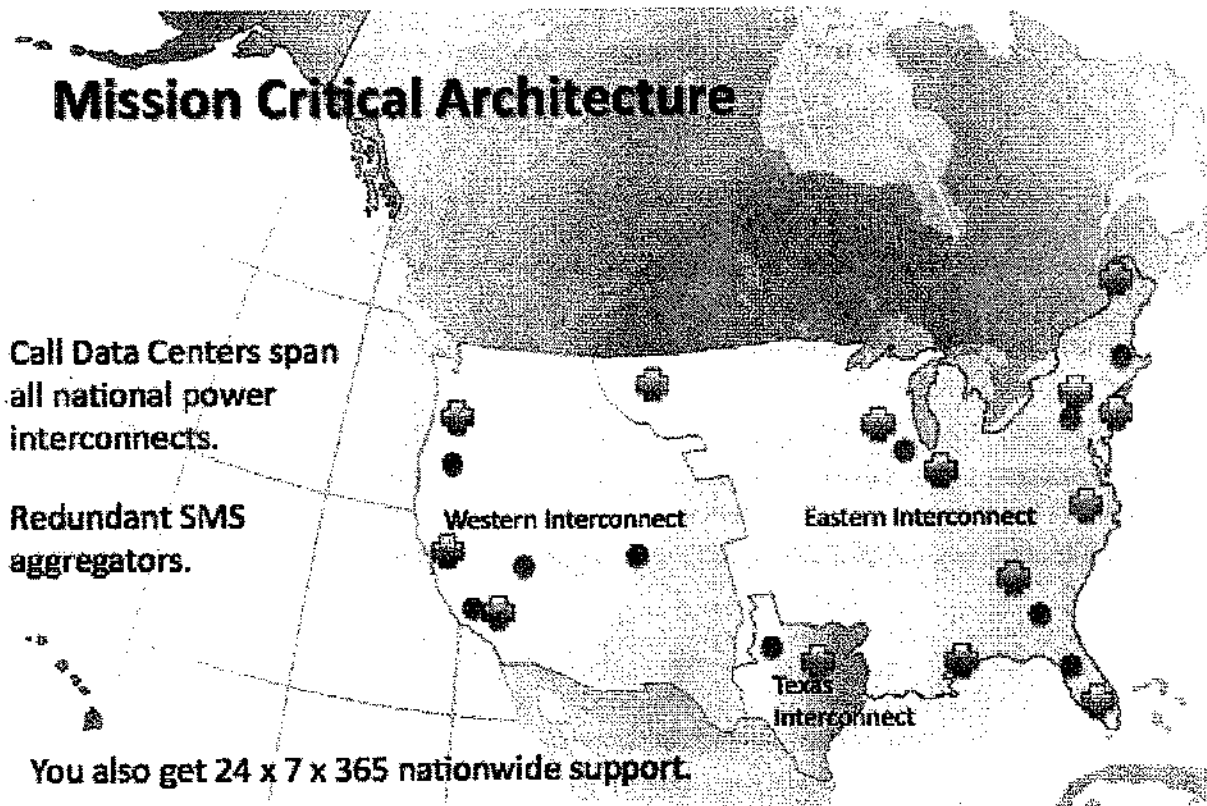 Mission Critical Architecture
Call Data Centers span
all national power
interconnects.
Redundant SMS
aggregators.
Western Interconnect
Eastern Interconnect
Texas
Interconnect
You also get 24 x 7 x 365 nationwide support.